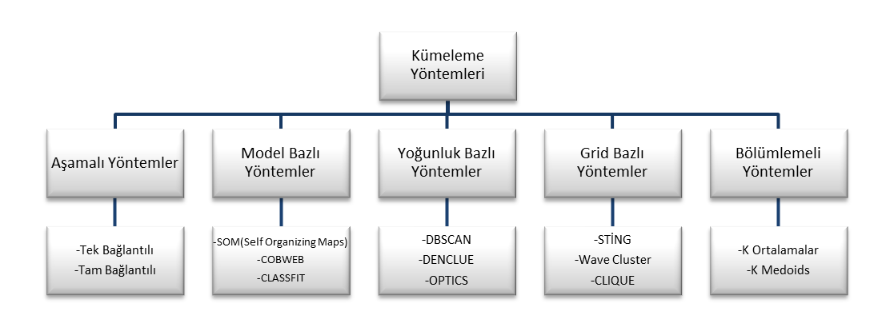 Kümeleme
Yöntemleri
Aşamalı Yöntemler
Model Bazlı
Yöntemler
Yoğunluk Bazlı
Yöntemler
Grid Bazlı
Yöntemler
Bölümlemeli
Yöntemler
-Tek Bağlantılı
-Tam Bağlantılı
-SOM(Self Organizing Maps)
-COBWEB
-CLASSFIT
-DBSCAN
-DENCLUE
-OPTICS
-STİNG
-Wave Cluster
-CLIQUE
-K Ortalamalar
-K Medoids